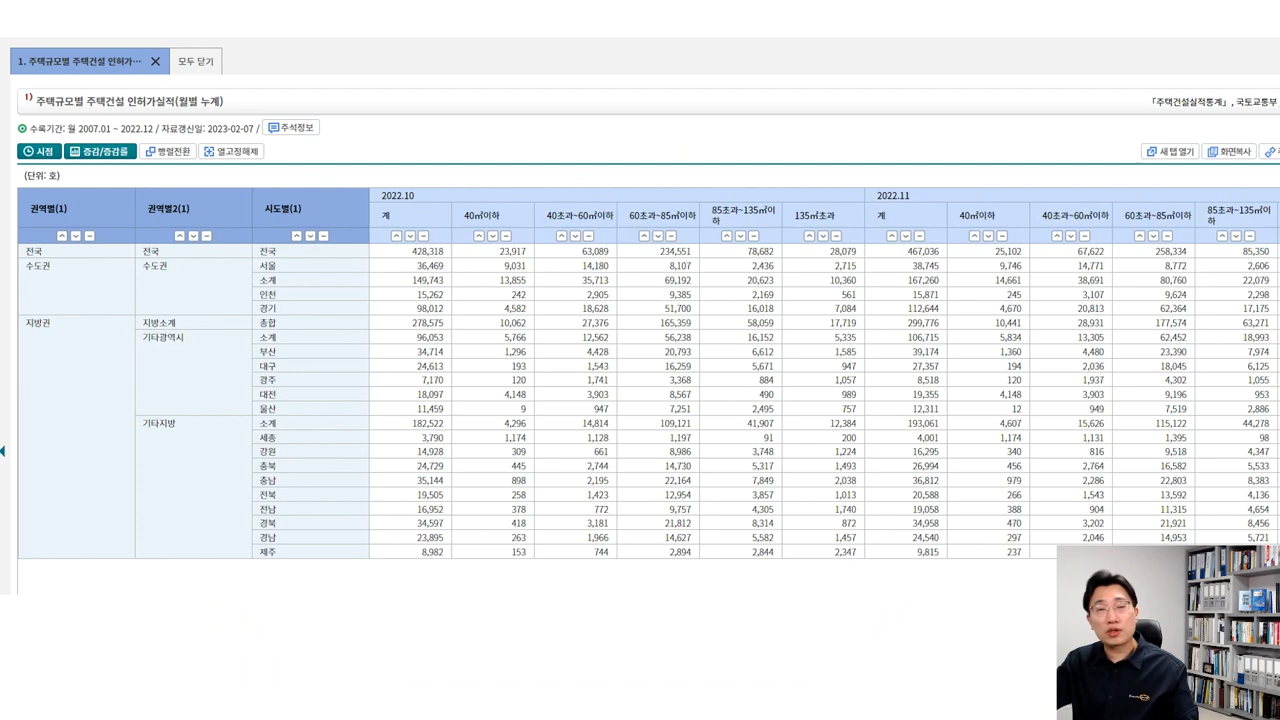 1. 주택규모별 주택건설 인허가··· 모두 닫기
1) 주택규모별 주택건설 인허가실적(월별 누계) 「주택건설실적통계」, 국토교통부
수록기간: 월 2007.01 ~ 2022.12 / 자료갱신일: 2023-02-07 / 주석정보
시점 증감/증감률 행렬전환 열고정해제 새 탭 열기 화면복사
(단위: 호)
권역별(1) 권역별2(1) 시도별(1) 2022.10 2022.11
계 40㎡이하 40초과~60㎡이하 60초과~85㎡이하 85초과~135㎡이하 135㎡초과 계 40㎡이하 40초과~60㎡이하 60초과~85㎡이하 85초과~135㎡이하
전국 전국 전국 428,318 23,917 63,089 234,551 78,682 28,079 467,036 25,102 67,622 258,334 85,350
수도권 수도권 서울 36,469 9,031 14,180 8,107 2,436 2,715 38,745 9,746 14,771 8,772 2,606
소계 149,743 13,855 35,713 69,192 20,623 10,360 167,260 14,661 38,691 80,760 22,079
인천 15,262 242 2,905 9,385 2,169 561 15,871 245 3,107 9,624 2,298
경기 98,012 4,582 18,628 51,700 16,018 7,084 112,644 4,670 20,813 62,364 17,175
지방권 지방소계 총합 278,575 10,062 27,376 165,359 58,059 17,719 299,776 10,441 28,931 177,574 63,271
기타광역시 소계 96,053 5,766 12,562 56,238 16,152 5,335 106,715 5,834 13,305 62,452 18,993
부산 34,714 1,296 4,428 20,793 6,612 1,585 39,174 1,360 4,480 23,390 7,974
대구 24,613 193 1,543 16,259 5,671 947 27,357 194 2,036 18,045 6,125
광주 7,170 120 1,741 3,368 884 1,057 8,518 120 1,937 4,302 1,055
대전 18,097 4,148 3,903 8,567 490 989 19,355 4,148 3,903 9,196 953
울산 11,459 9 947 7,251 2,495 757 12,311 12 949 7,519 2,886
기타지방 소계 182,522 4,296 14,814 109,121 41,907 12,384 193,061 4,607 15,626 115,122 44,278
세종 3,790 1,174 1,128 1,197 91 200 4,001 1,174 1,131 1,395 98
강원 14,928 309 661 8,986 3,748 1,224 16,295 340 816 9,518 4,347
충북 24,729 445 2,744 14,730 5,317 1,493 26,994 456 2,764 16,582 5,533
충남 35,144 898 2,195 22,164 7,849 2,038 36,812 979 2,286 22,803 8,383
전북 19,505 258 1,423 12,954 3,857 1,013 20,588 266 1,543 13,592 4,136
전남 16,952 378 772 9,757 4,305 1,740 19,058 388 904 11,315 4,654
경북 34,597 418 3,181 21,812 8,314 872 34,958 470 3,202 21,921 8,456
경남 23,895 263 1,966 14,627 5,582 1,457 24,540 297 2,046 14,953 5,721
제주 8,982 153 744 2,894 2,844 2,347 9,815 237